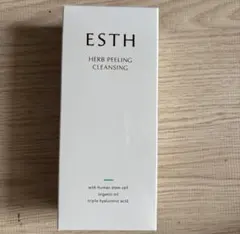 ESTH
HERB PEELING
CLEANSING
with human stem cell
organic oil
triple hyaluronic acid